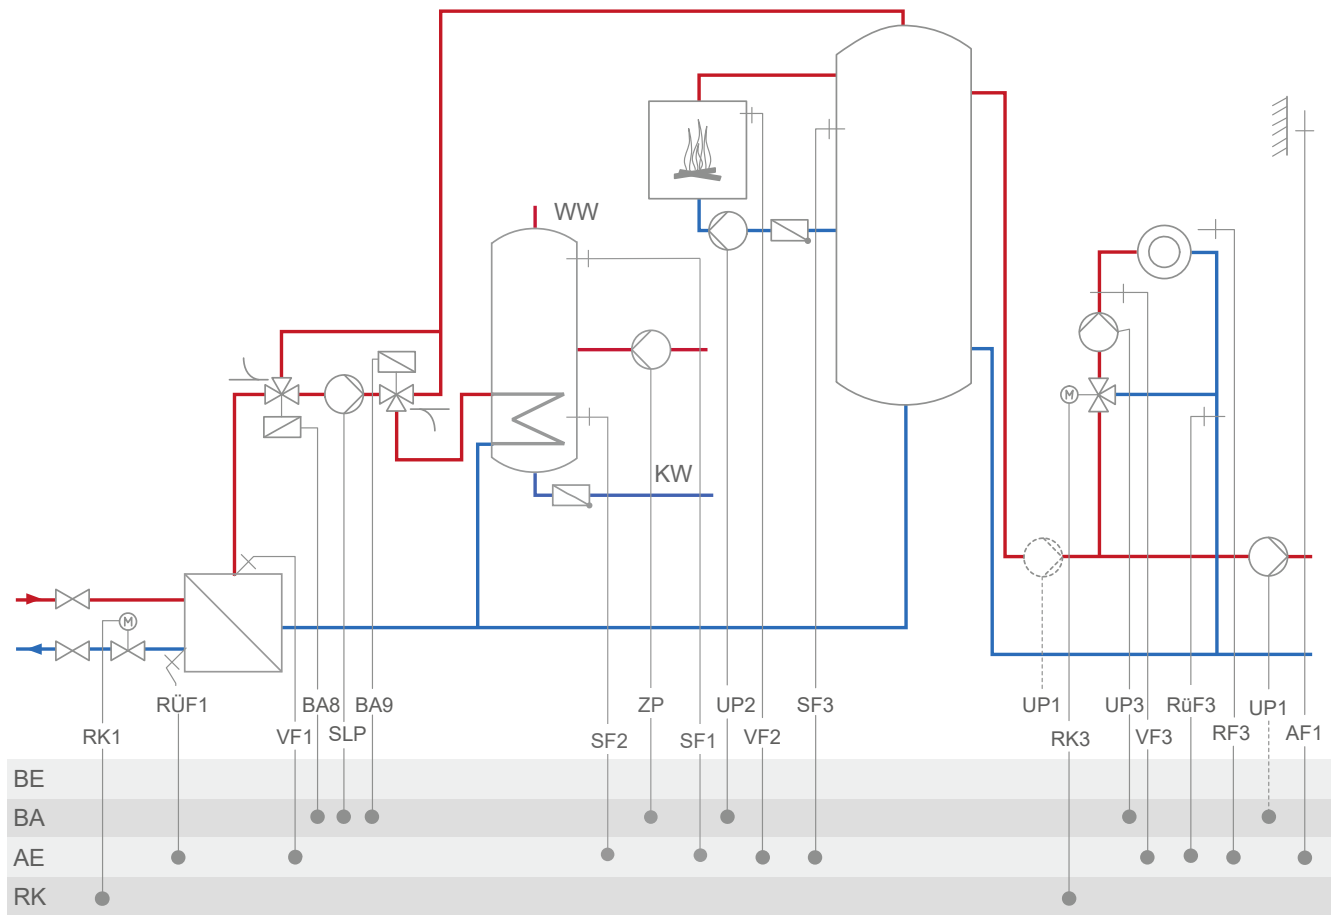 WW
KW
M
M
RÜF1
BA8
BA9
ZP
UP2
SF3
UP1
UP3
RüF3
UP1
RK1
VF1
SLP
SF2
SF1
VF2
RK3
VF3
RF3
AF1
BE
BA
AE
RK